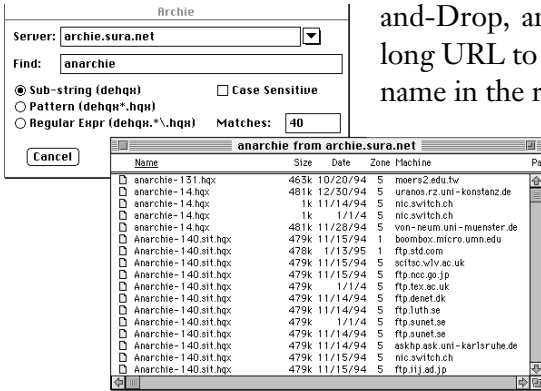 Archie
Server: archie.sura.net
Find: anarchie
Sub-string (dehqx) Case Sensitive
Pattern (dehqx*.hqx)
Regular Expr (dehqx.*\.hqx) Matches: 40
Cancel
and-Drop, an
long URL to
name in the r
anarchie from archie.sura.net
Name Size Date Zone Machine Pa
anarchie-131.hqx 463k 10/20/94 5 moers2.edu.tw
anarchie-14.hqx 481k 12/30/94 5 uranos.rz.uni-konstanz.de
anarchie-14.hqx 1k 11/14/94 5 nic.switch.ch
anarchie-14.hqx 1k 1/1/4 5 nic.switch.ch
anarchie-14.hqx 481k 11/28/94 5 von-neum.uni-muenster.de
Anarchie-140.sit.hqx 479k 11/15/94 1 boombox.micro.umn.edu
Anarchie-140.sit.hqx 478k 1/13/95 1 ftp.std.com
Anarchie-140.sit.hqx 479k 11/15/94 5 scitsc.wlv.ac.uk
Anarchie-140.sit.hqx 479k 11/15/94 5 ftp.ncc.go.jp
Anarchie-140.sit.hqx 479k 1/1/4 5 ftp.tex.ac.uk
Anarchie-140.sit.hqx 479k 11/14/94 5 ftp.denet.dk
Anarchie-140.sit.hqx 479k 11/14/94 5 ftp.luth.se
Anarchie-140.sit.hqx 479k 1/1/4 5 ftp.sunet.se
Anarchie-140.sit.hqx 479k 11/14/94 5 ftp.sunet.se
Anarchie-140.sit.hqx 479k 11/14/94 5 askhp.ask.uni-karlsruhe.de
Anarchie-140.sit.hqx 479k 11/15/94 5 nic.switch.ch
Anarchie-140.sit.hqx 479k 11/14/94 5 ftp.iij.ad.jp